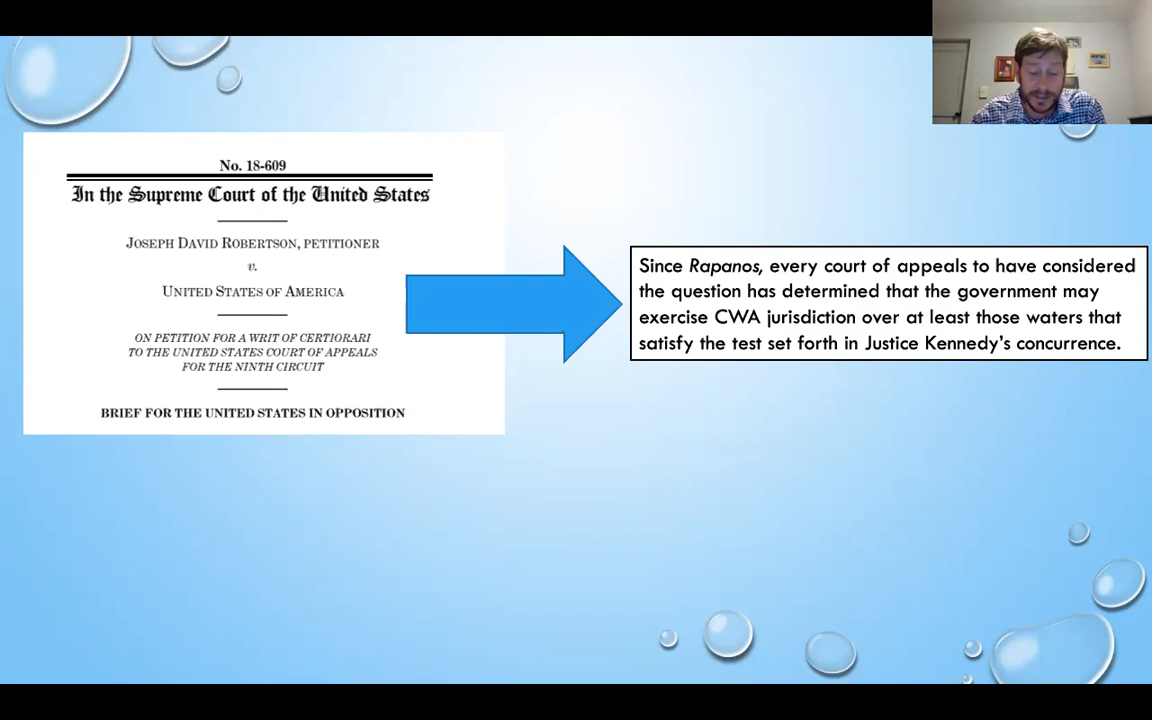 No. 18-609
In the Supreme Court of the United States
JOSEPH DAVID ROBERTSON, PETITIONER
v.
UNITED STATES OF AMERICA
ON PETITION FOR A WRIT OF CERTIORARI
TO THE UNITED STATES COURT OF APPEALS
FOR THE NINTH CIRCUIT
BRIEF FOR THE UNITED STATES IN OPPOSITION
Since Rapanos, every court of appeals to have considered
the question has determined that the government may
exercise CWA jurisdiction over at least those waters that
satisfy the test set forth in Justice Kennedy’s concurrence.